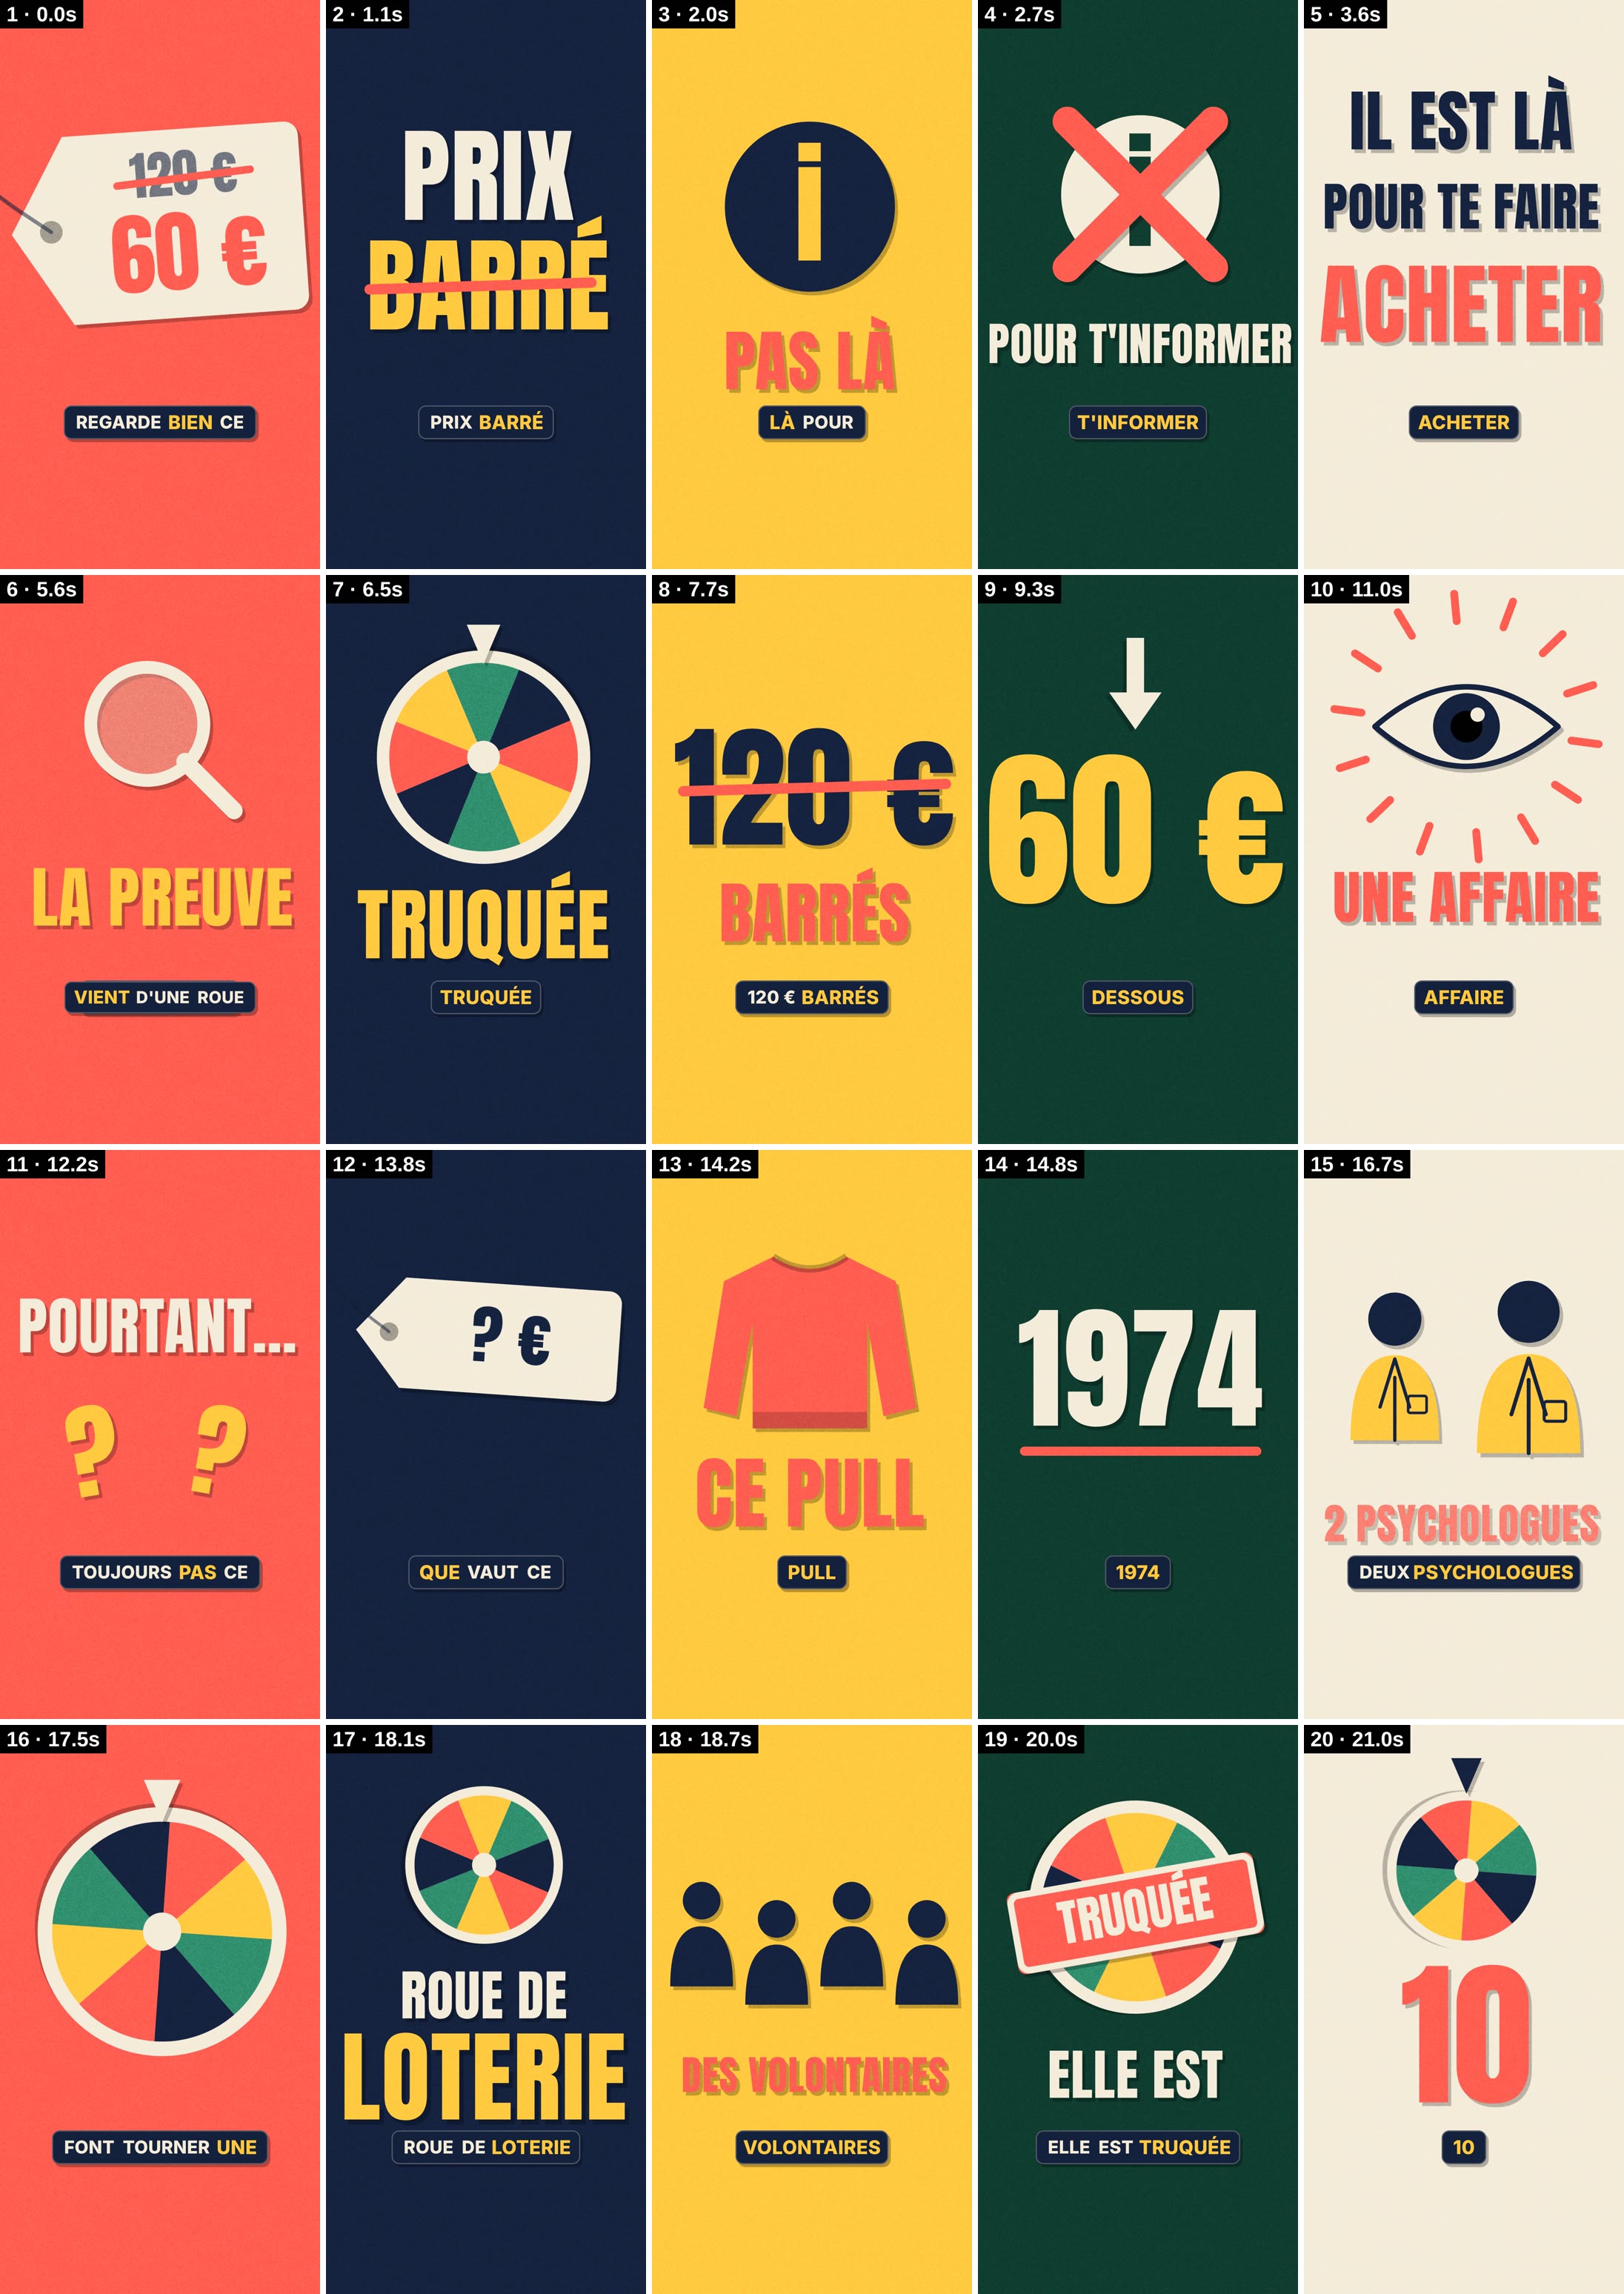 1 · 0.0s
120 €
60 €
REGARDE BIEN CE
2 · 1.1s
PRIX
BARRÉ
PRIX BARRÉ
3 · 2.0s
i
PAS LÀ
LÀ POUR
4 · 2.7s
i
POUR T'INFORMER
T'INFORMER
5 · 3.6s
IL EST LÀ
POUR TE FAIRE
ACHETER
ACHETER
6 · 5.6s
LA PREUVE
VIENT D'UNE ROUE
7 · 6.5s
TRUQUÉE
TRUQUÉE
8 · 7.7s
120 €
BARRÉS
120 € BARRÉS
9 · 9.3s
60 €
DESSOUS
10 · 11.0s
UNE AFFAIRE
AFFAIRE
11 · 12.2s
POURTANT...
? ?
TOUJOURS PAS CE
12 · 13.8s
? €
QUE VAUT CE
13 · 14.2s
CE PULL
PULL
14 · 14.8s
1974
1974
15 · 16.7s
2 PSYCHOLOGUES
DEUX PSYCHOLOGUES
16 · 17.5s
FONT TOURNER UNE
17 · 18.1s
ROUE DE
LOTERIE
ROUE DE LOTERIE
18 · 18.7s
DES VOLONTAIRES
VOLONTAIRES
19 · 20.0s
TRUQUÉE
ELLE EST
ELLE EST TRUQUÉE
20 · 21.0s
10
10